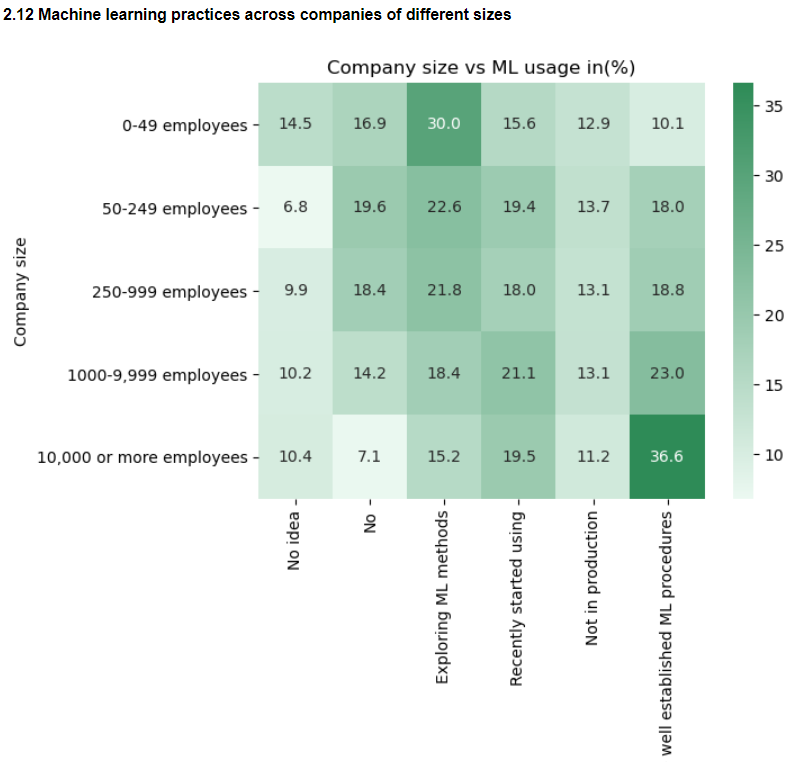 2.12 Machine learning practices across companies of different sizes
Company size vs ML usage in(%)
Company size
0-49 employees 14.5 16.9 30.0 15.6 12.9 10.1
50-249 employees 6.8 19.6 22.6 19.4 13.7 18.0
250-999 employees 9.9 18.4 21.8 18.0 13.1 18.8
1000-9,999 employees 10.2 14.2 18.4 21.1 13.1 23.0
10,000 or more employees 10.4 7.1 15.2 19.5 11.2 36.6
No idea
No
Exploring ML methods
Recently started using
Not in production
well established ML procedures
35
30
25
20
15
10